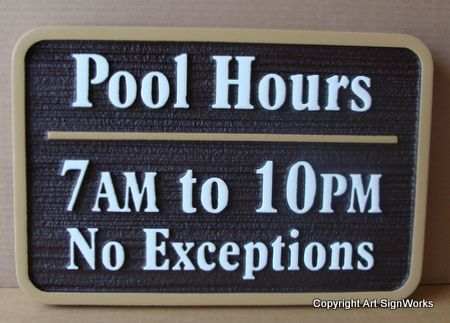 Pool Hours
7AM to 10PM
No Exceptions
Copyright Art SignWorks